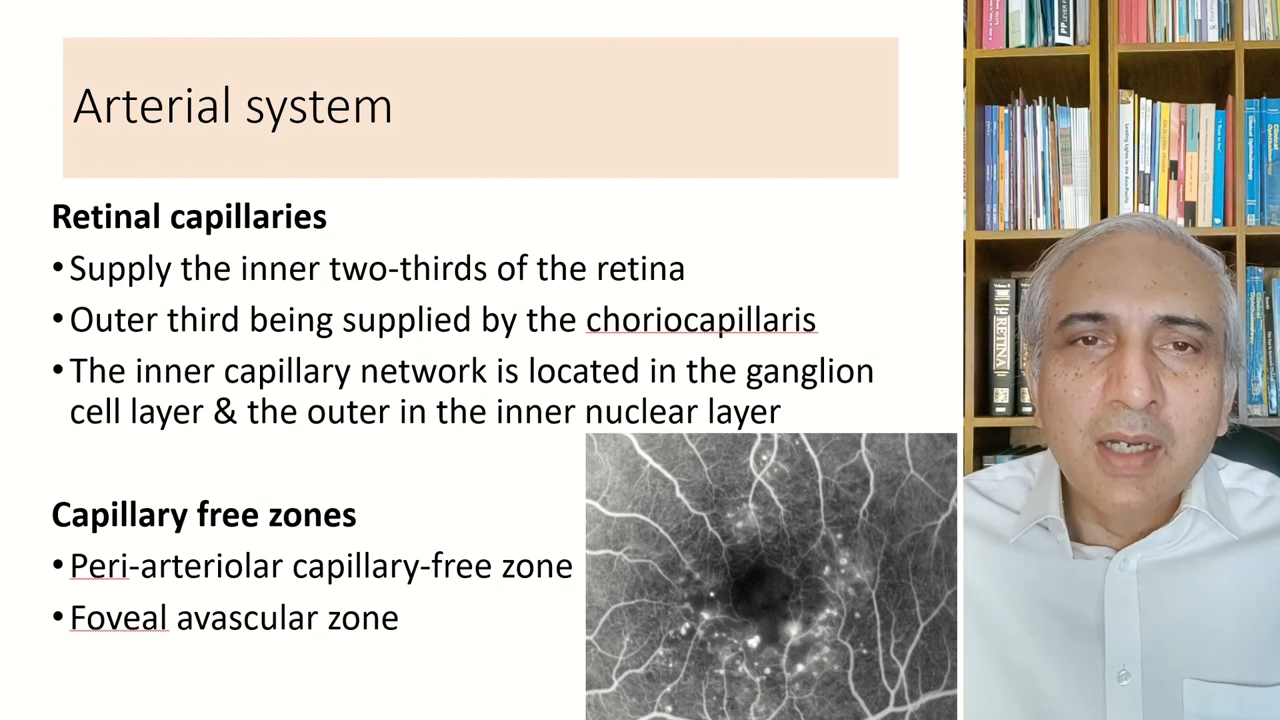 Arterial system
Retinal capillaries
•Supply the inner two-thirds of the retina
•Outer third being supplied by the choriocapillaris
•The inner capillary network is located in the ganglion
cell layer & the outer in the inner nuclear layer
Capillary free zones
•Peri-arteriolar capillary-free zone
•Foveal avascular zone
RETINA